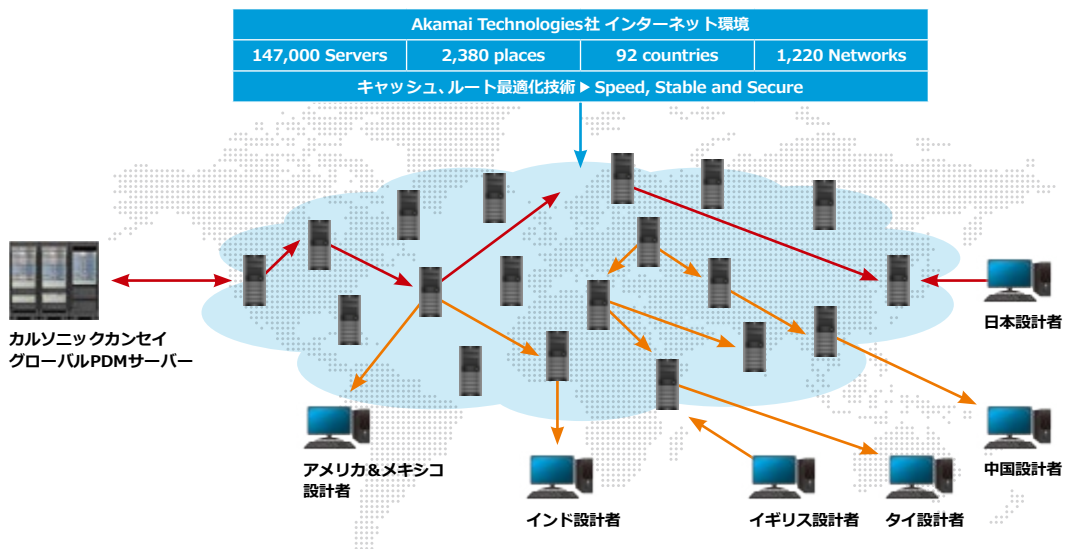 Akamai Technologies社 インターネット環境
147,000 Servers
2,380 places
92 countries
1,220 Networks
キャッシュ、ルート最適化技術 ▶ Speed, Stable and Secure
カルソニックカンセイ
グローバルPDMサーバー
日本設計者
アメリカ&メキシコ
設計者
中国設計者
インド設計者
イギリス設計者
タイ設計者